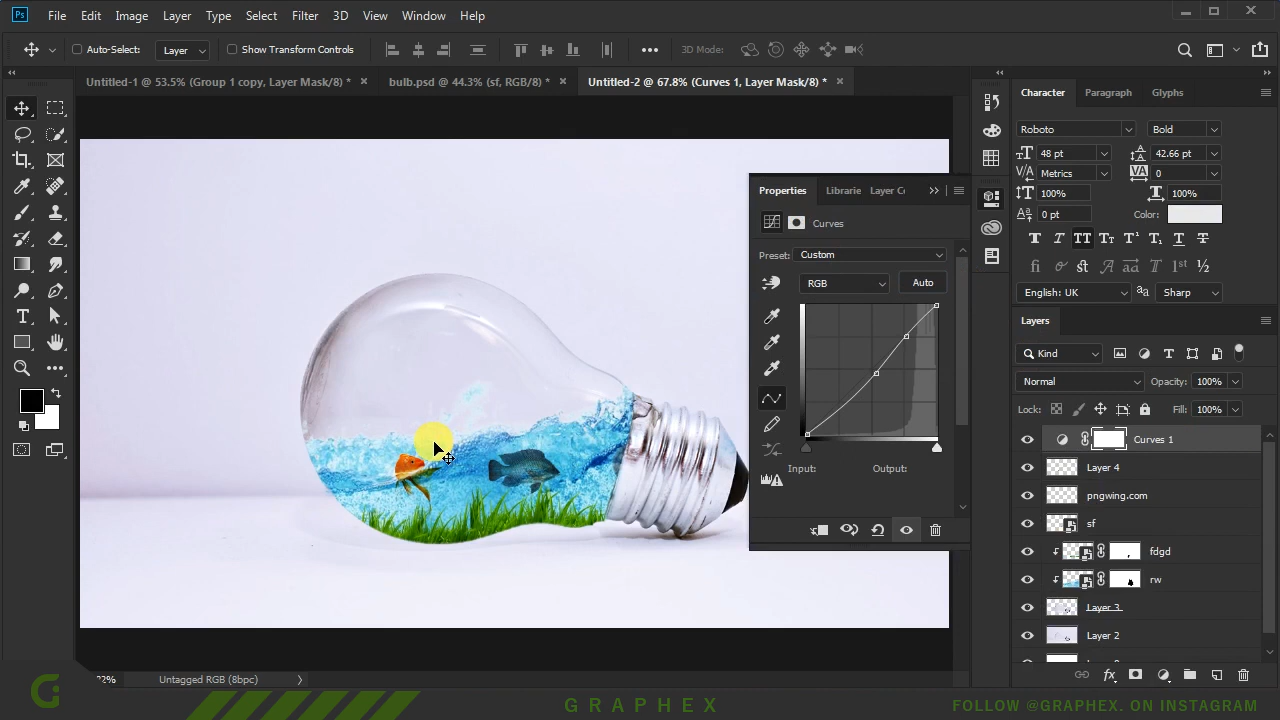 Ps File Edit Image Layer Type Select Filter 3D View Window Help
Auto-Select: Layer Show Transform Controls 3D Mode:
Untitled-1 @ 53.5% (Group 1 copy, Layer Mask/8) * bulb.psd @ 44.3% (sf, RGB/8) * Untitled-2 @ 67.8% (Curves 1, Layer Mask/8) *
Character Paragraph Glyphs
Roboto Bold
48 pt 42.66 pt
Metrics 0
100% 100%
0 pt Color:
English: UK Sharp
Properties Librarie Layer Co
Curves
Preset: Custom
RGB Auto
Input: Output:
Layers
Kind
Normal Opacity: 100%
Lock: Fill: 100%
Curves 1
Layer 4
pngwing.com
sf
fdgd
rw
Layer 3
Layer 2
Untagged RGB (8bpc)
GRAPHEX
FOLLOW @GRAPHEX. ON INSTAGRAM